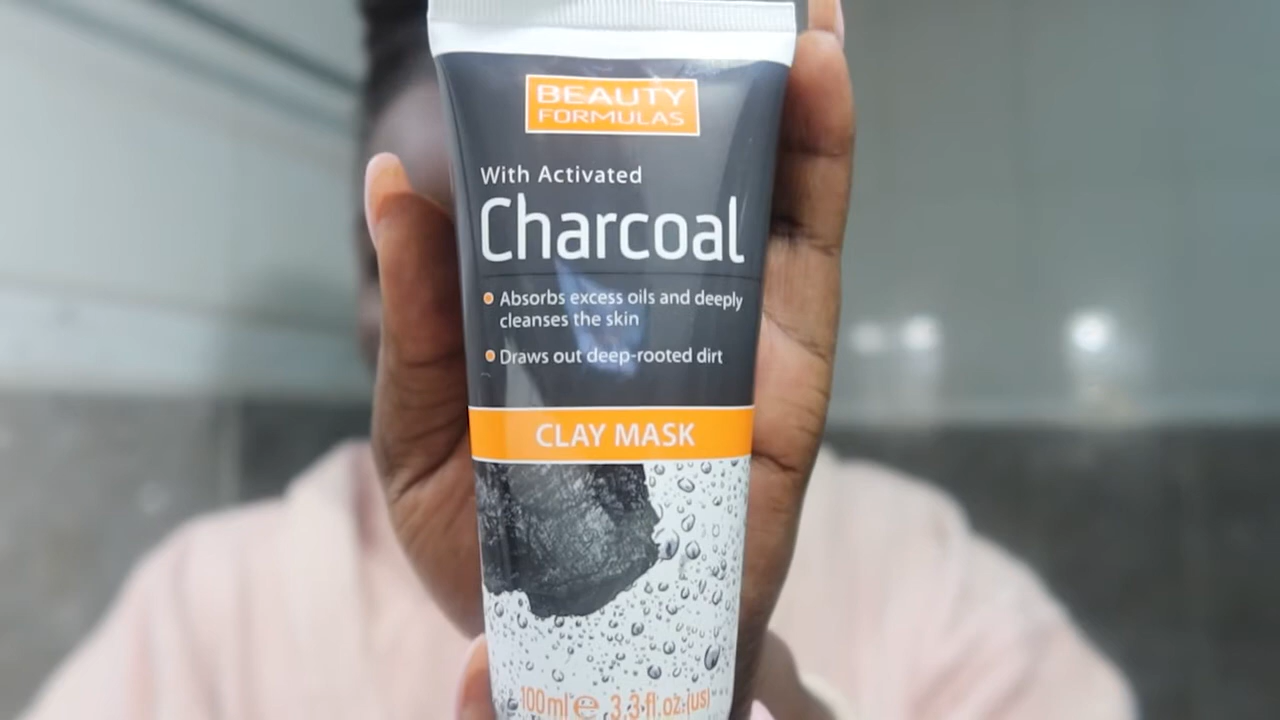 BEAUTY
FORMULAS
With Activated
Charcoal
• Absorbs excess oils and deeply
cleanses the skin
• Draws out deep-rooted dirt
CLAY MASK
100ml ℮ 3.3 fl.oz.(us)